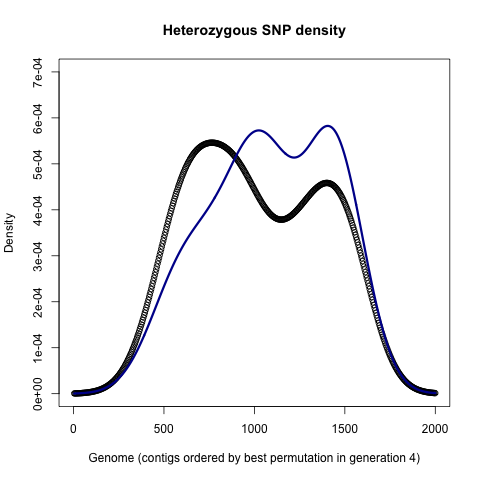 Heterozygous SNP density
7e-04
6e-04
5e-04
4e-04
3e-04
2e-04
1e-04
0e+00
Density
0 500 1000 1500 2000
Genome (contigs ordered by best permutation in generation 4)